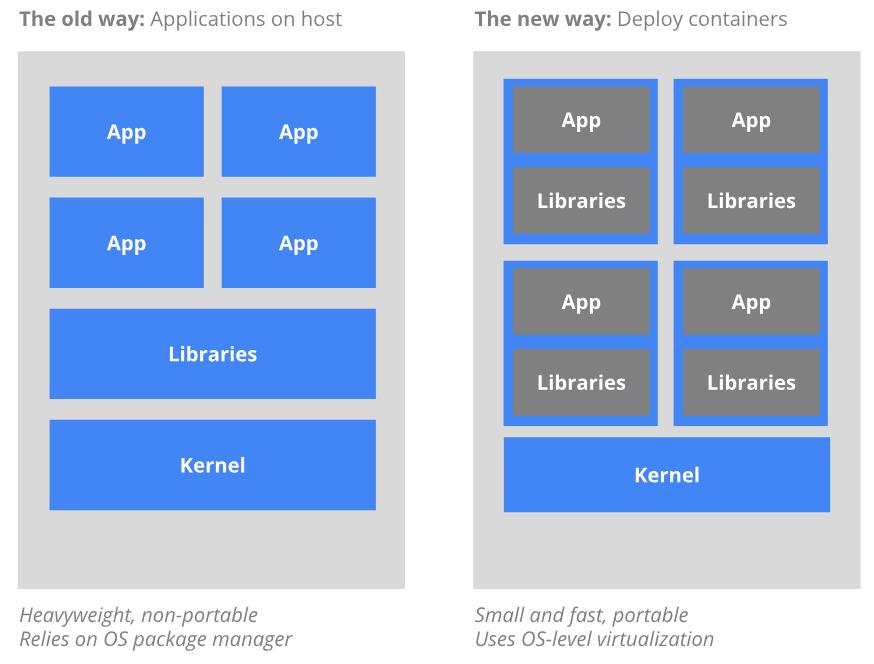 The old way: Applications on host
App
App
App
App
Libraries
Kernel
Heavyweight, non-portable
Relies on OS package manager
The new way: Deploy containers
App
App
Libraries
Libraries
App
App
Libraries
Libraries
Kernel
Small and fast, portable
Uses OS-level virtualization